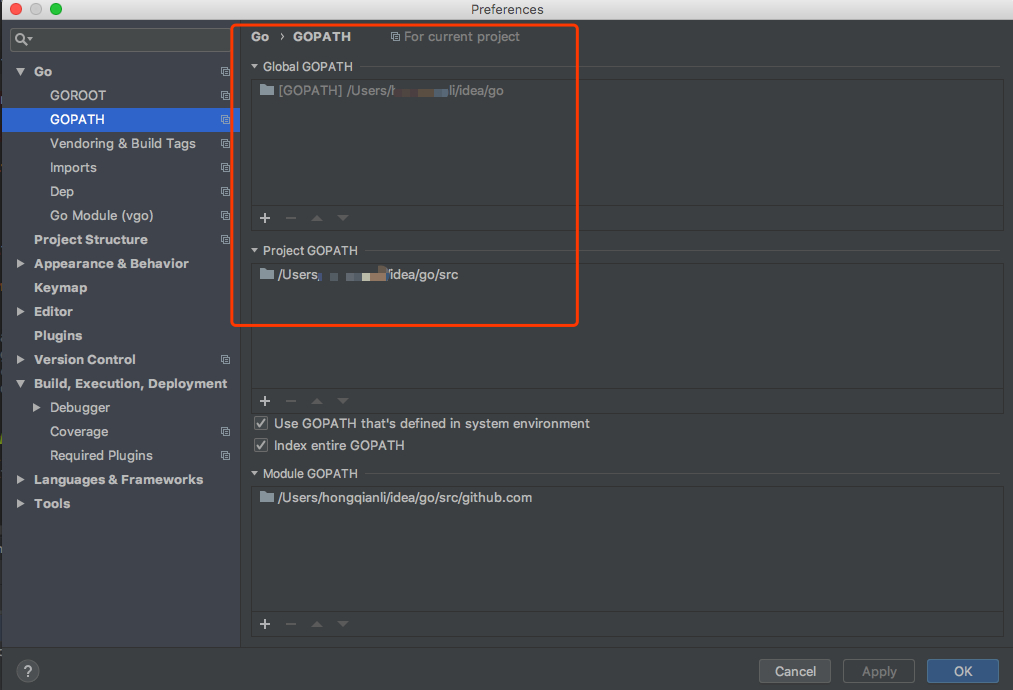 Preferences
Go › GOPATH For current project
Global GOPATH
[GOPATH] /Users/h li/idea/go
Project GOPATH
/Users /idea/go/src
Use GOPATH that's defined in system environment
Index entire GOPATH
Module GOPATH
/Users/hongqianli/idea/go/src/github.com
Go
GOROOT
GOPATH
Vendoring & Build Tags
Imports
Dep
Go Module (vgo)
Project Structure
Appearance & Behavior
Keymap
Editor
Plugins
Version Control
Build, Execution, Deployment
Debugger
Coverage
Required Plugins
Languages & Frameworks
Tools
?
Cancel
Apply
OK